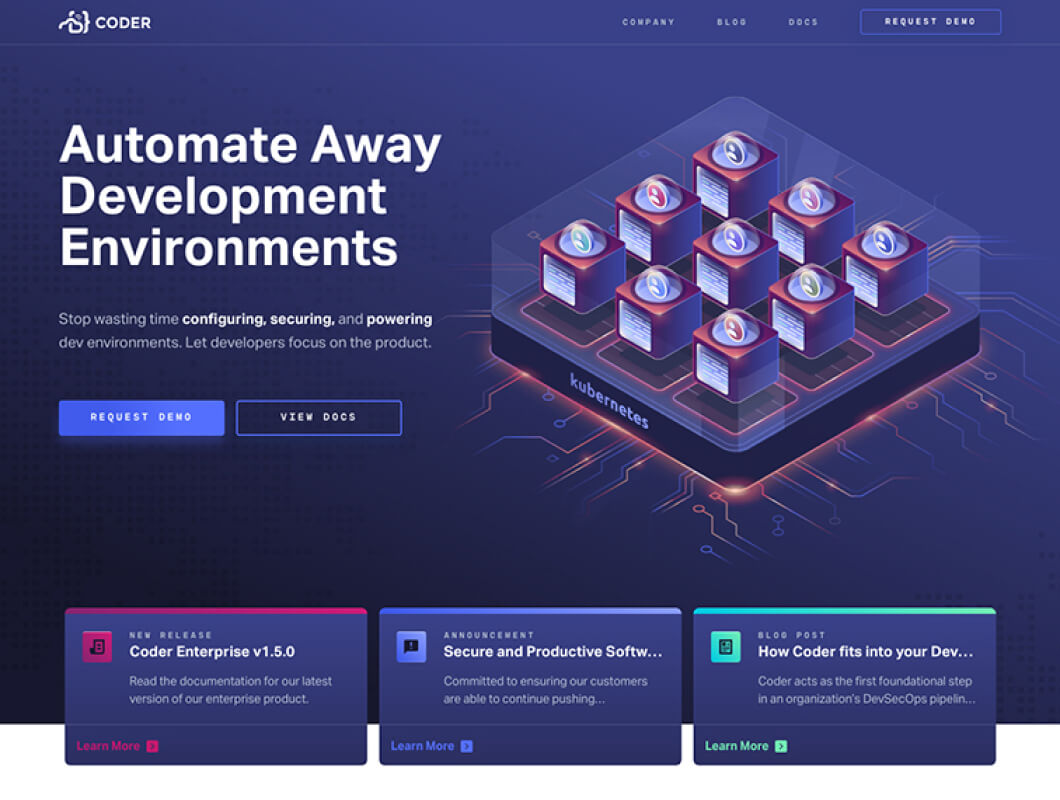 CODER
COMPANY
BLOG
DOCS
REQUEST DEMO
Automate Away
Development
Environments
Stop wasting time configuring, securing, and powering
dev environments. Let developers focus on the product.
REQUEST DEMO
VIEW DOCS
kubernetes
NEW RELEASE
Coder Enterprise v1.5.0
Read the documentation for our latest
version of our enterprise product.
Learn More
ANNOUNCEMENT
Secure and Productive Softw...
Committed to ensuring our customers
are able to continue pushing...
Learn More
BLOG POST
How Coder fits into your Dev...
Coder acts as the first foundational step
in an organization's DevSecOps pipelin...
Learn More